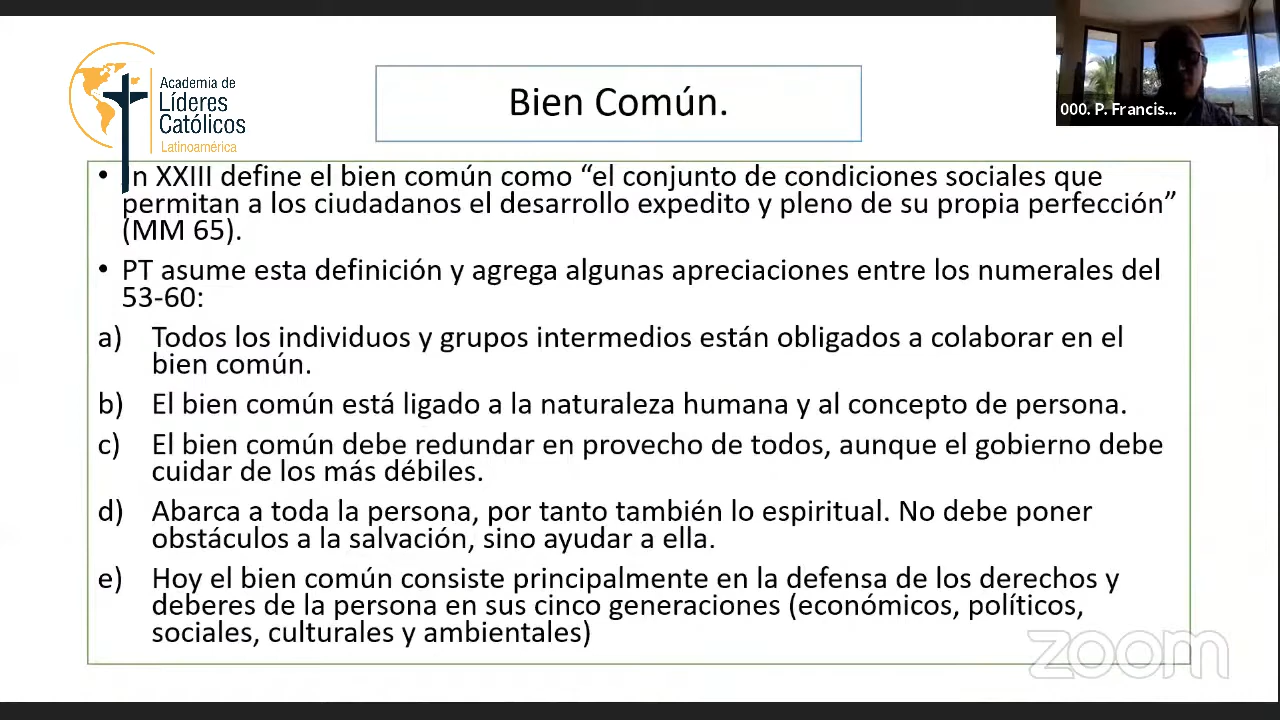 Academia de
Líderes
Católicos
Latinoamérica
Bien Común.
000. P. Francis...
• n XXIII define el bien común como “el conjunto de condiciones sociales que
permitan a los ciudadanos el desarrollo expedito y pleno de su propia perfección”
(MM 65).
• PT asume esta definición y agrega algunas apreciaciones entre los numerales del
53-60:
a) Todos los individuos y grupos intermedios están obligados a colaborar en el
bien común.
b) El bien común está ligado a la naturaleza humana y al concepto de persona.
c) El bien común debe redundar en provecho de todos, aunque el gobierno debe
cuidar de los más débiles.
d) Abarca a toda la persona, por tanto también lo espiritual. No debe poner
obstáculos a la salvación, sino ayudar a ella.
e) Hoy el bien común consiste principalmente en la defensa de los derechos y
deberes de la persona en sus cinco generaciones (económicos, políticos,
sociales, culturales y ambientales)
zoom